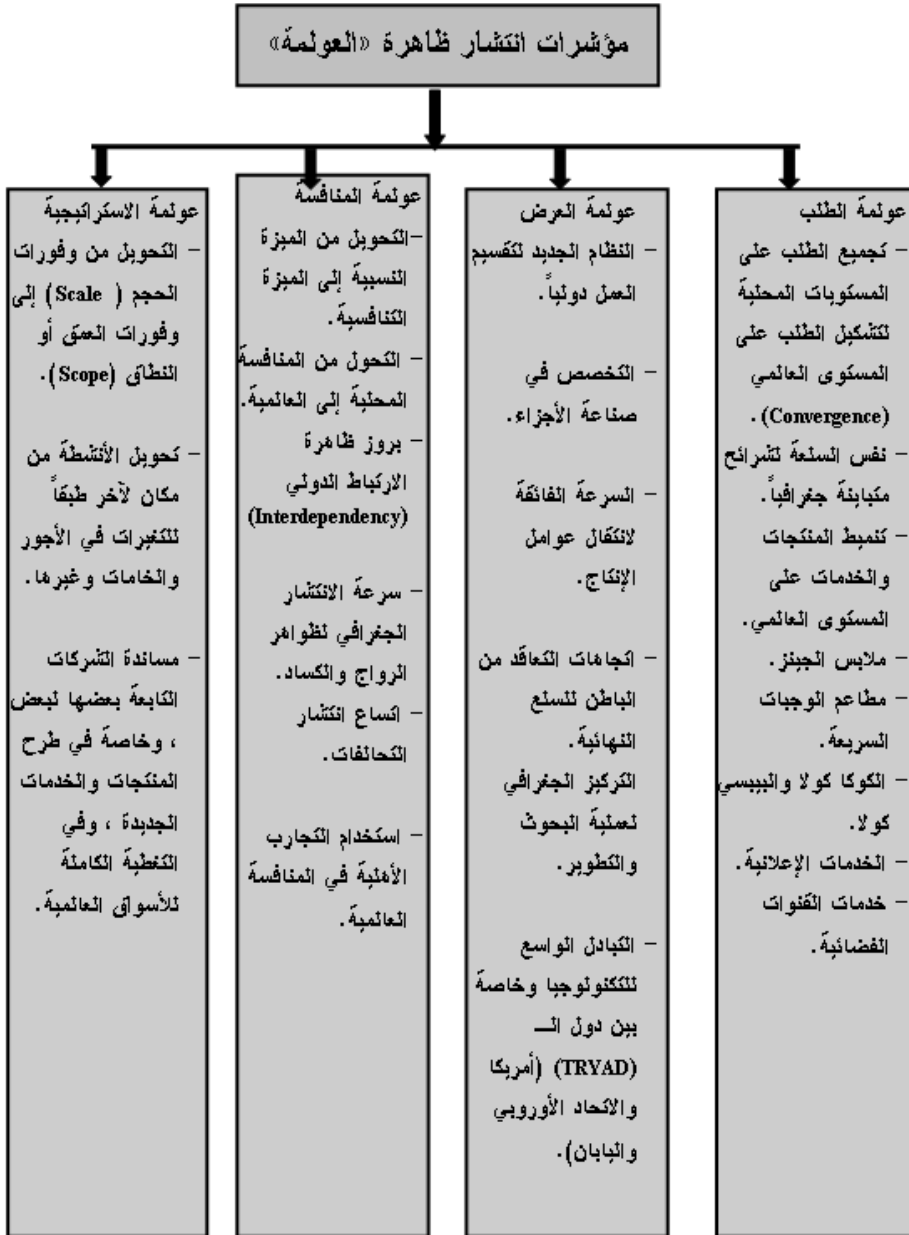 مؤشرات انتشار ظاهرة «العولمة»
عولمة الطلب
– تجميع الطلب على
المستويات المحلية
لتشكيل الطلب على
المستوى العالمي
(Convergence).
– نفس السلعة لشرائح
متباينة جغرافياً.
– تنميط المنتجات
والخدمات على
المستوى العالمي.
– ملابس الجينز.
– مطاعم الوجبات
السريعة.
– الكوكا كولا والبيبسي
كولا.
– الخدمات الإعلانية.
– خدمات القنوات
الفضائية.
عولمة العرض
– النظام الجديد لتقسيم
العمل دولياً.
– التخصص في
صناعة الأجزاء.
– السرعة الفائقة
لانتقال عوامل
الإنتاج.
– اتجاهات التعاقد من
الباطن للسلع
النهائية.
التركيز الجغرافي
لعملية البحوث
والتطوير.
– التبادل الواسع
للتكنولوجيا وخاصة
بين دول الـــ
(TRYAD) (أمريكا
والاتحاد الأوروبي
واليابان).
عولمة المنافسة
–التحويل من الميزة
النسبية إلى الميزة
التنافسية.
– التحول من المنافسة
المحلية إلى العالمية.
– بروز ظاهرة
الارتباط الدولي
(Interdependency)
– سرعة الانتشار
الجغرافي لظواهر
الرواج والكساد.
– اتساع انتشار
التحالفات.
– استخدام التجارب
الأهلية في المنافسة
العالمية.
عولمة الاستراتيجية
– التحويل من وفورات
الحجم ( Scale) إلى
وفورات العمق أو
النطاق (Scope).
– تحويل الأنشطة من
مكان لآخر طبقاً
للتغيرات في الأجور
والخامات وغيرها.
– مساندة الشركات
التابعة بعضها لبعض
، وخاصة في طرح
المنتجات والخدمات
الجديدة ، وفي
التغطية الكاملة
للأسواق العالمية.